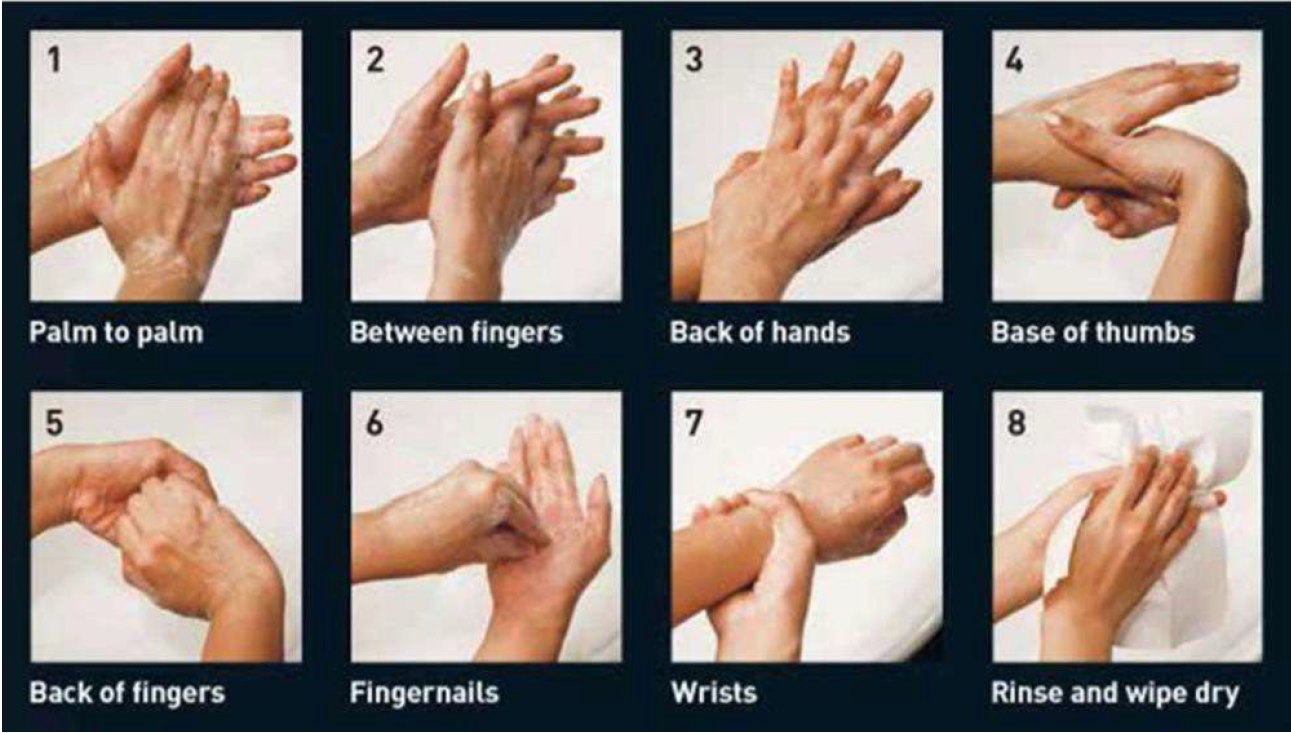 1
Palm to palm
2
Between fingers
3
Back of hands
4
Base of thumbs
5
Back of fingers
6
Fingernails
7
Wrists
8
Rinse and wipe dry